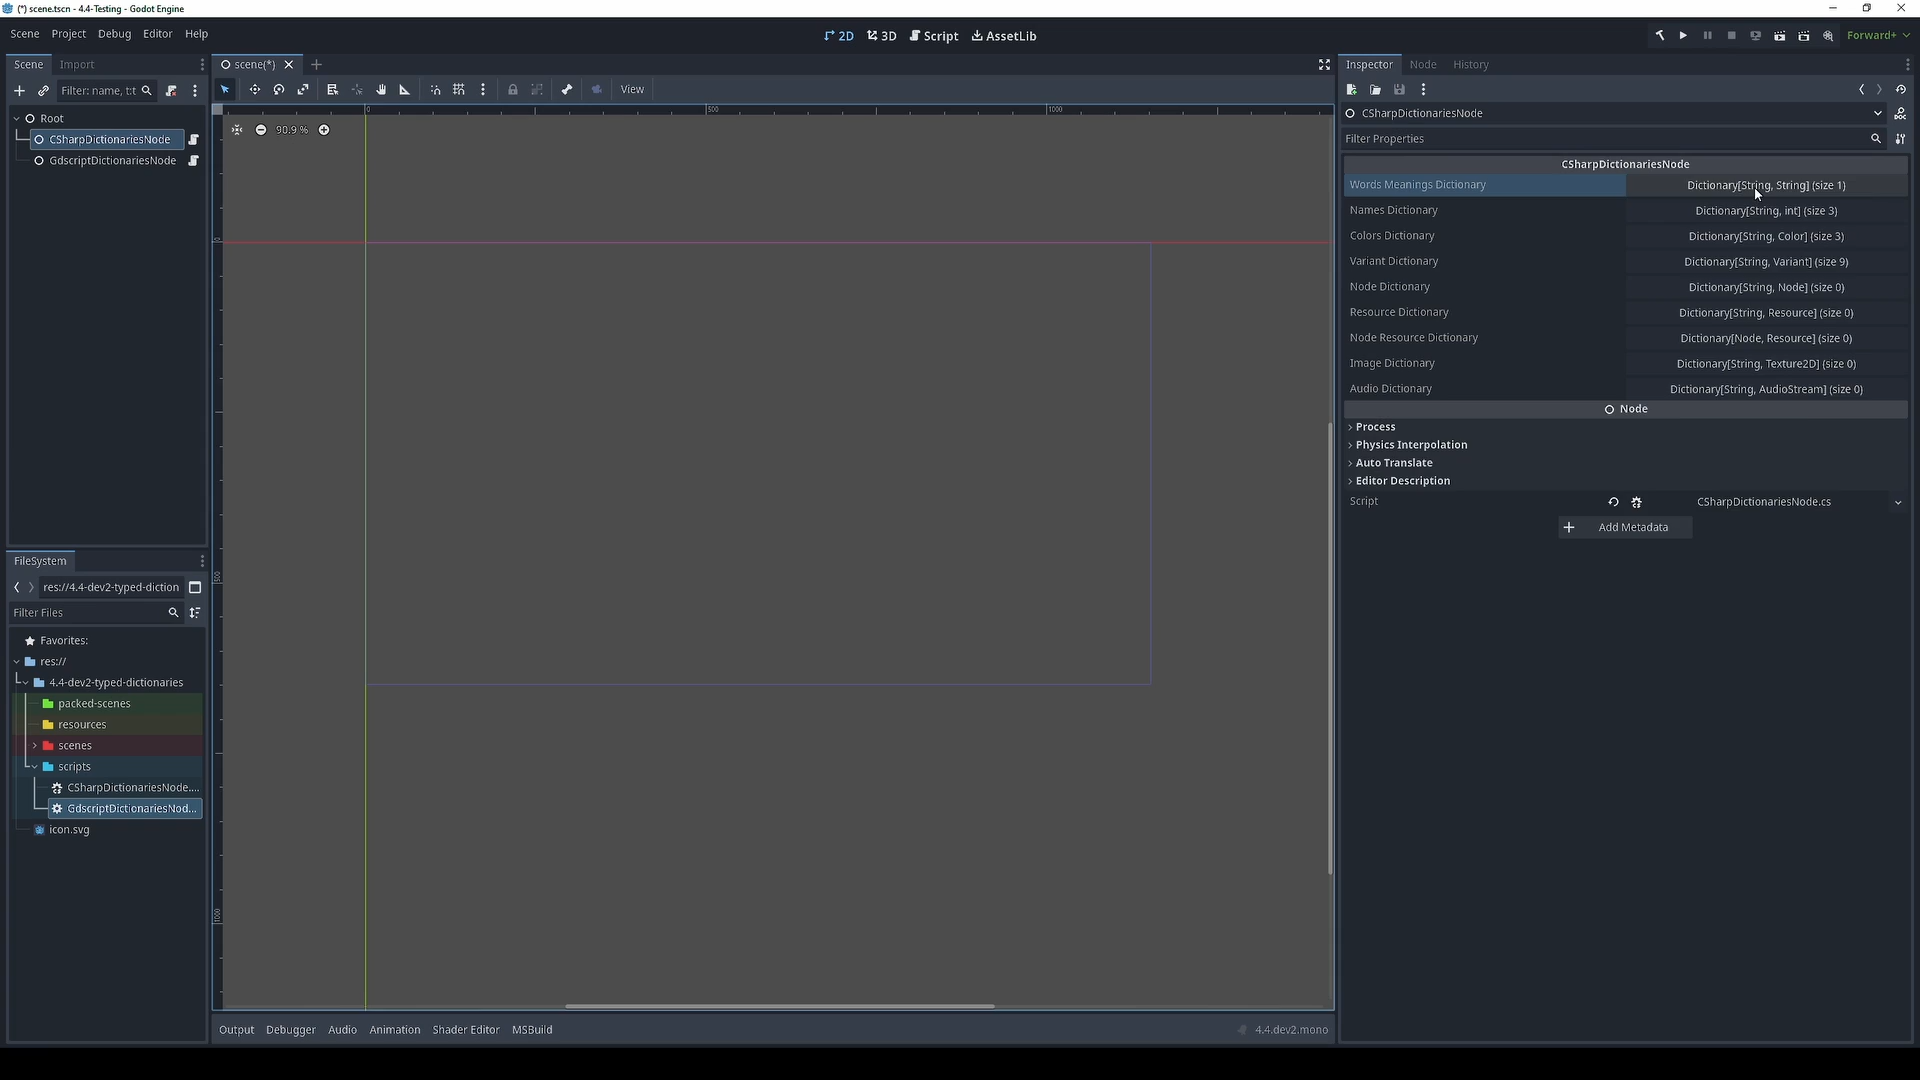 (*) scene.tscn - 4.4-Testing - Godot Engine
Scene Project Debug Editor Help
2D 3D Script AssetLib
Forward+
Scene Import
Filter: name, t:t
Root
CSharpDictionariesNode
GdscriptDictionariesNode
scene(*)
View
0 500 1000
90.9 %
0
500
1000
FileSystem
res://4.4-dev2-typed-diction
Filter Files
Favorites:
res://
4.4-dev2-typed-dictionaries
packed-scenes
resources
scenes
scripts
CSharpDictionariesNode....
GdscriptDictionariesNod...
icon.svg
Output Debugger Audio Animation Shader Editor MSBuild
4.4.dev2.mono
Inspector Node History
CSharpDictionariesNode
Filter Properties
DOC
CSharpDictionariesNode
Words Meanings Dictionary Dictionary[String, String] (size 1)
Names Dictionary Dictionary[String, int] (size 3)
Colors Dictionary Dictionary[String, Color] (size 3)
Variant Dictionary Dictionary[String, Variant] (size 9)
Node Dictionary Dictionary[String, Node] (size 0)
Resource Dictionary Dictionary[String, Resource] (size 0)
Node Resource Dictionary Dictionary[Node, Resource] (size 0)
Image Dictionary Dictionary[String, Texture2D] (size 0)
Audio Dictionary Dictionary[String, AudioStream] (size 0)
Node
Process
Physics Interpolation
Auto Translate
Editor Description
Script CSharpDictionariesNode.cs
Add Metadata